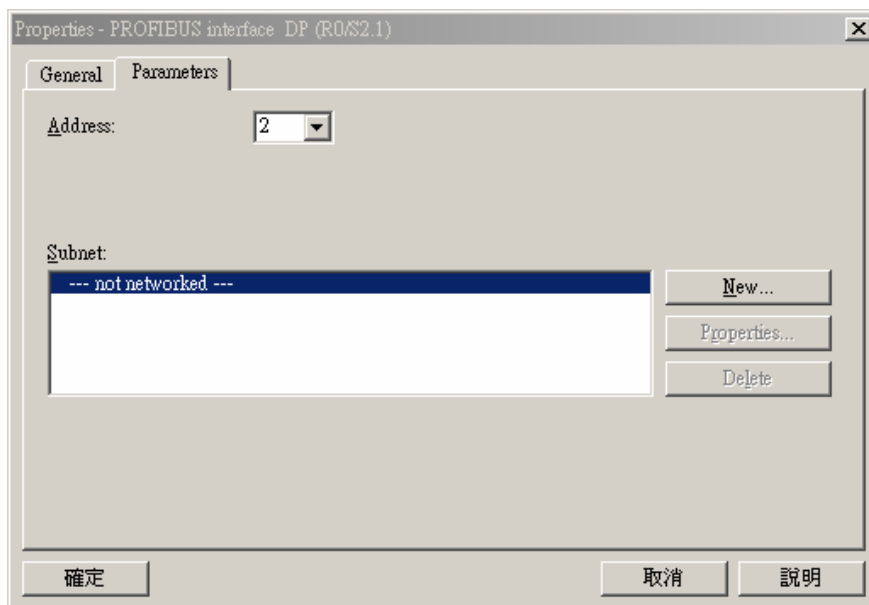 Properties - PROFIBUS interface DP (R0/S2.1)
General Parameters
Address: 2
Subnet:
--- not networked ---
New...
Properties...
Delete
確定 取消 説明